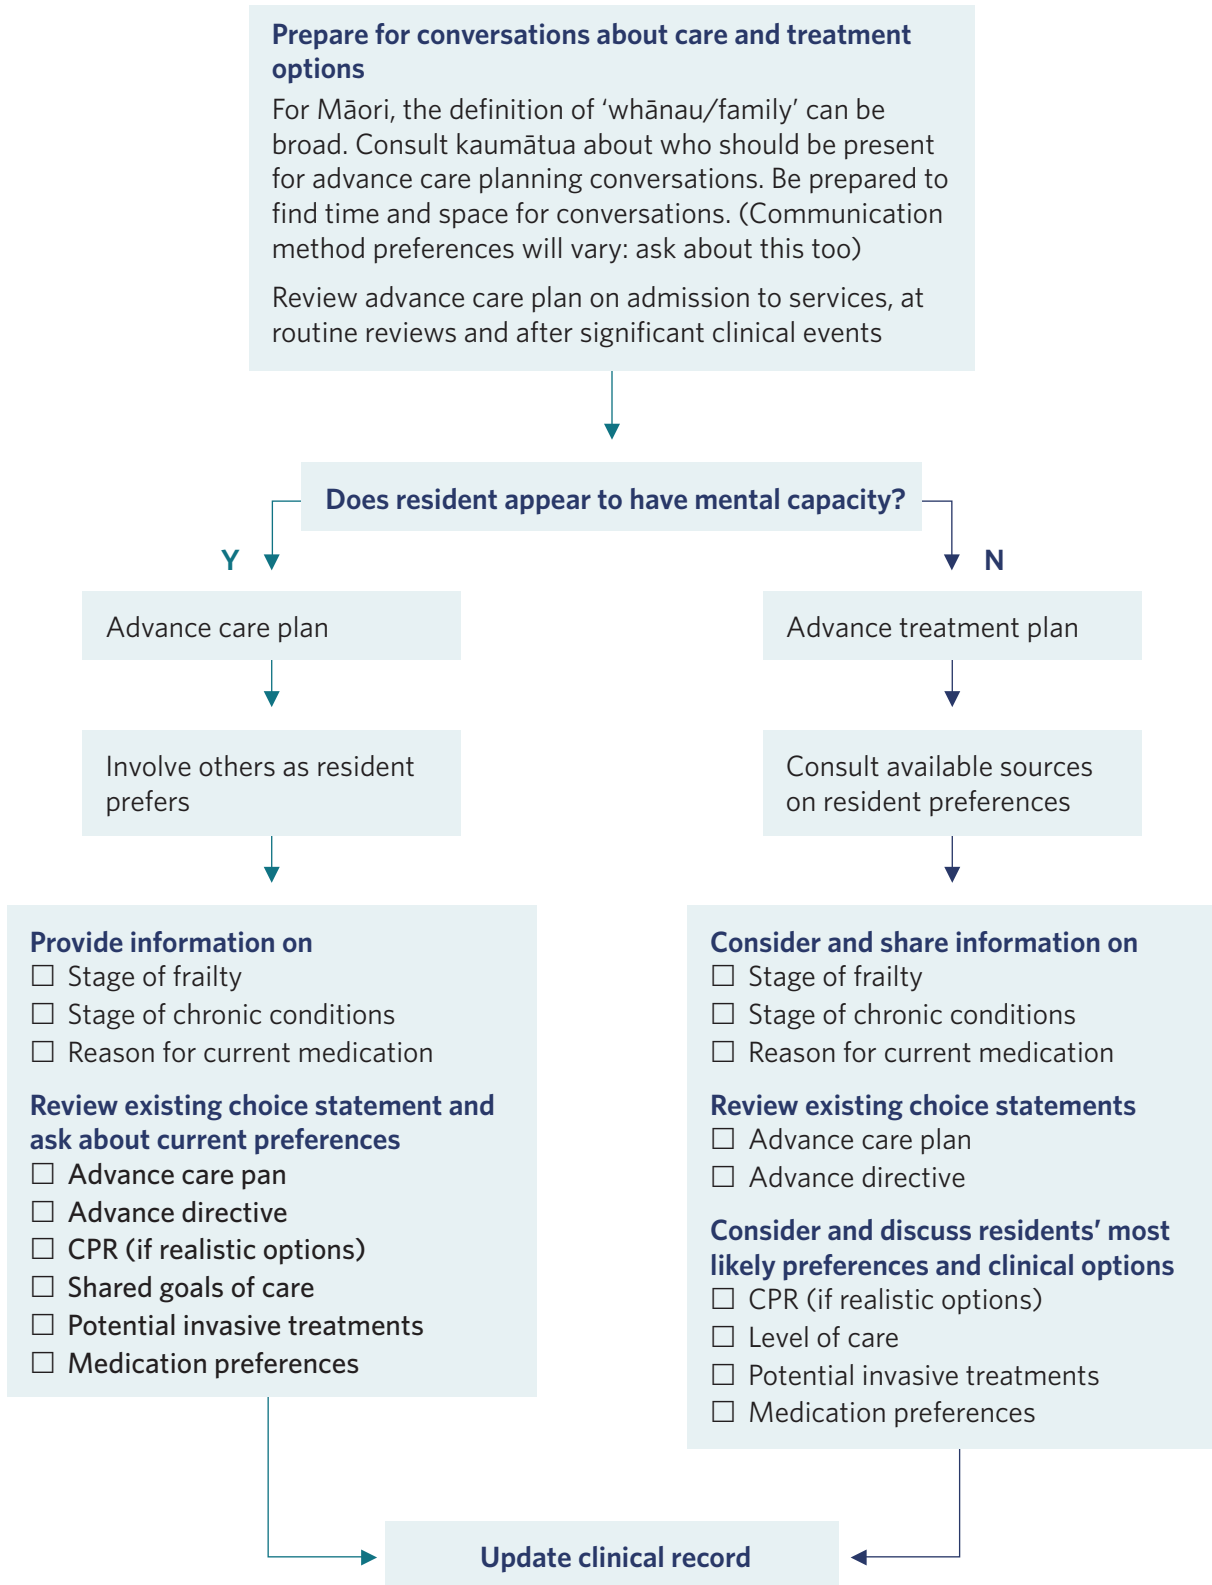 Prepare for conversations about care and treatment
options
For Māori, the definition of ‘whānau/family’ can be
broad. Consult kaumātua about who should be present
for advance care planning conversations. Be prepared to
find time and space for conversations. (Communication
method preferences will vary: ask about this too)
Review advance care plan on admission to services, at
routine reviews and after significant clinical events
Does resident appear to have mental capacity?
Y
N
Advance care plan
Advance treatment plan
Involve others as resident
prefers
Consult available sources
on resident preferences
Provide information on
☐ Stage of frailty
☐ Stage of chronic conditions
☐ Reason for current medication
Review existing choice statement and
ask about current preferences
☐ Advance care pan
☐ Advance directive
☐ CPR (if realistic options)
☐ Shared goals of care
☐ Potential invasive treatments
☐ Medication preferences
Consider and share information on
☐ Stage of frailty
☐ Stage of chronic conditions
☐ Reason for current medication
Review existing choice statements
☐ Advance care plan
☐ Advance directive
Consider and discuss residents’ most
likely preferences and clinical options
☐ CPR (if realistic options)
☐ Level of care
☐ Potential invasive treatments
☐ Medication preferences
Update clinical record